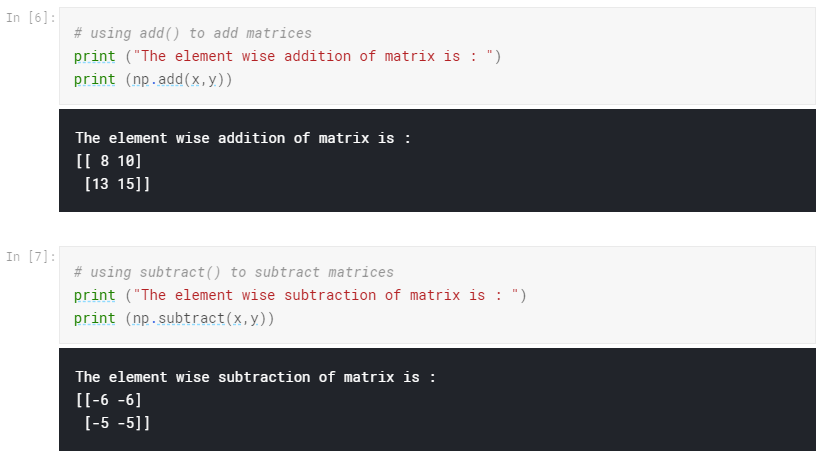 In [6]:
# using add() to add matrices
print ("The element wise addition of matrix is : ")
print (np.add(x,y))
The element wise addition of matrix is :
[[ 8 10]
 [13 15]]
In [7]:
# using subtract() to subtract matrices
print ("The element wise subtraction of matrix is : ")
print (np.subtract(x,y))
The element wise subtraction of matrix is :
[[-6 -6]
 [-5 -5]]